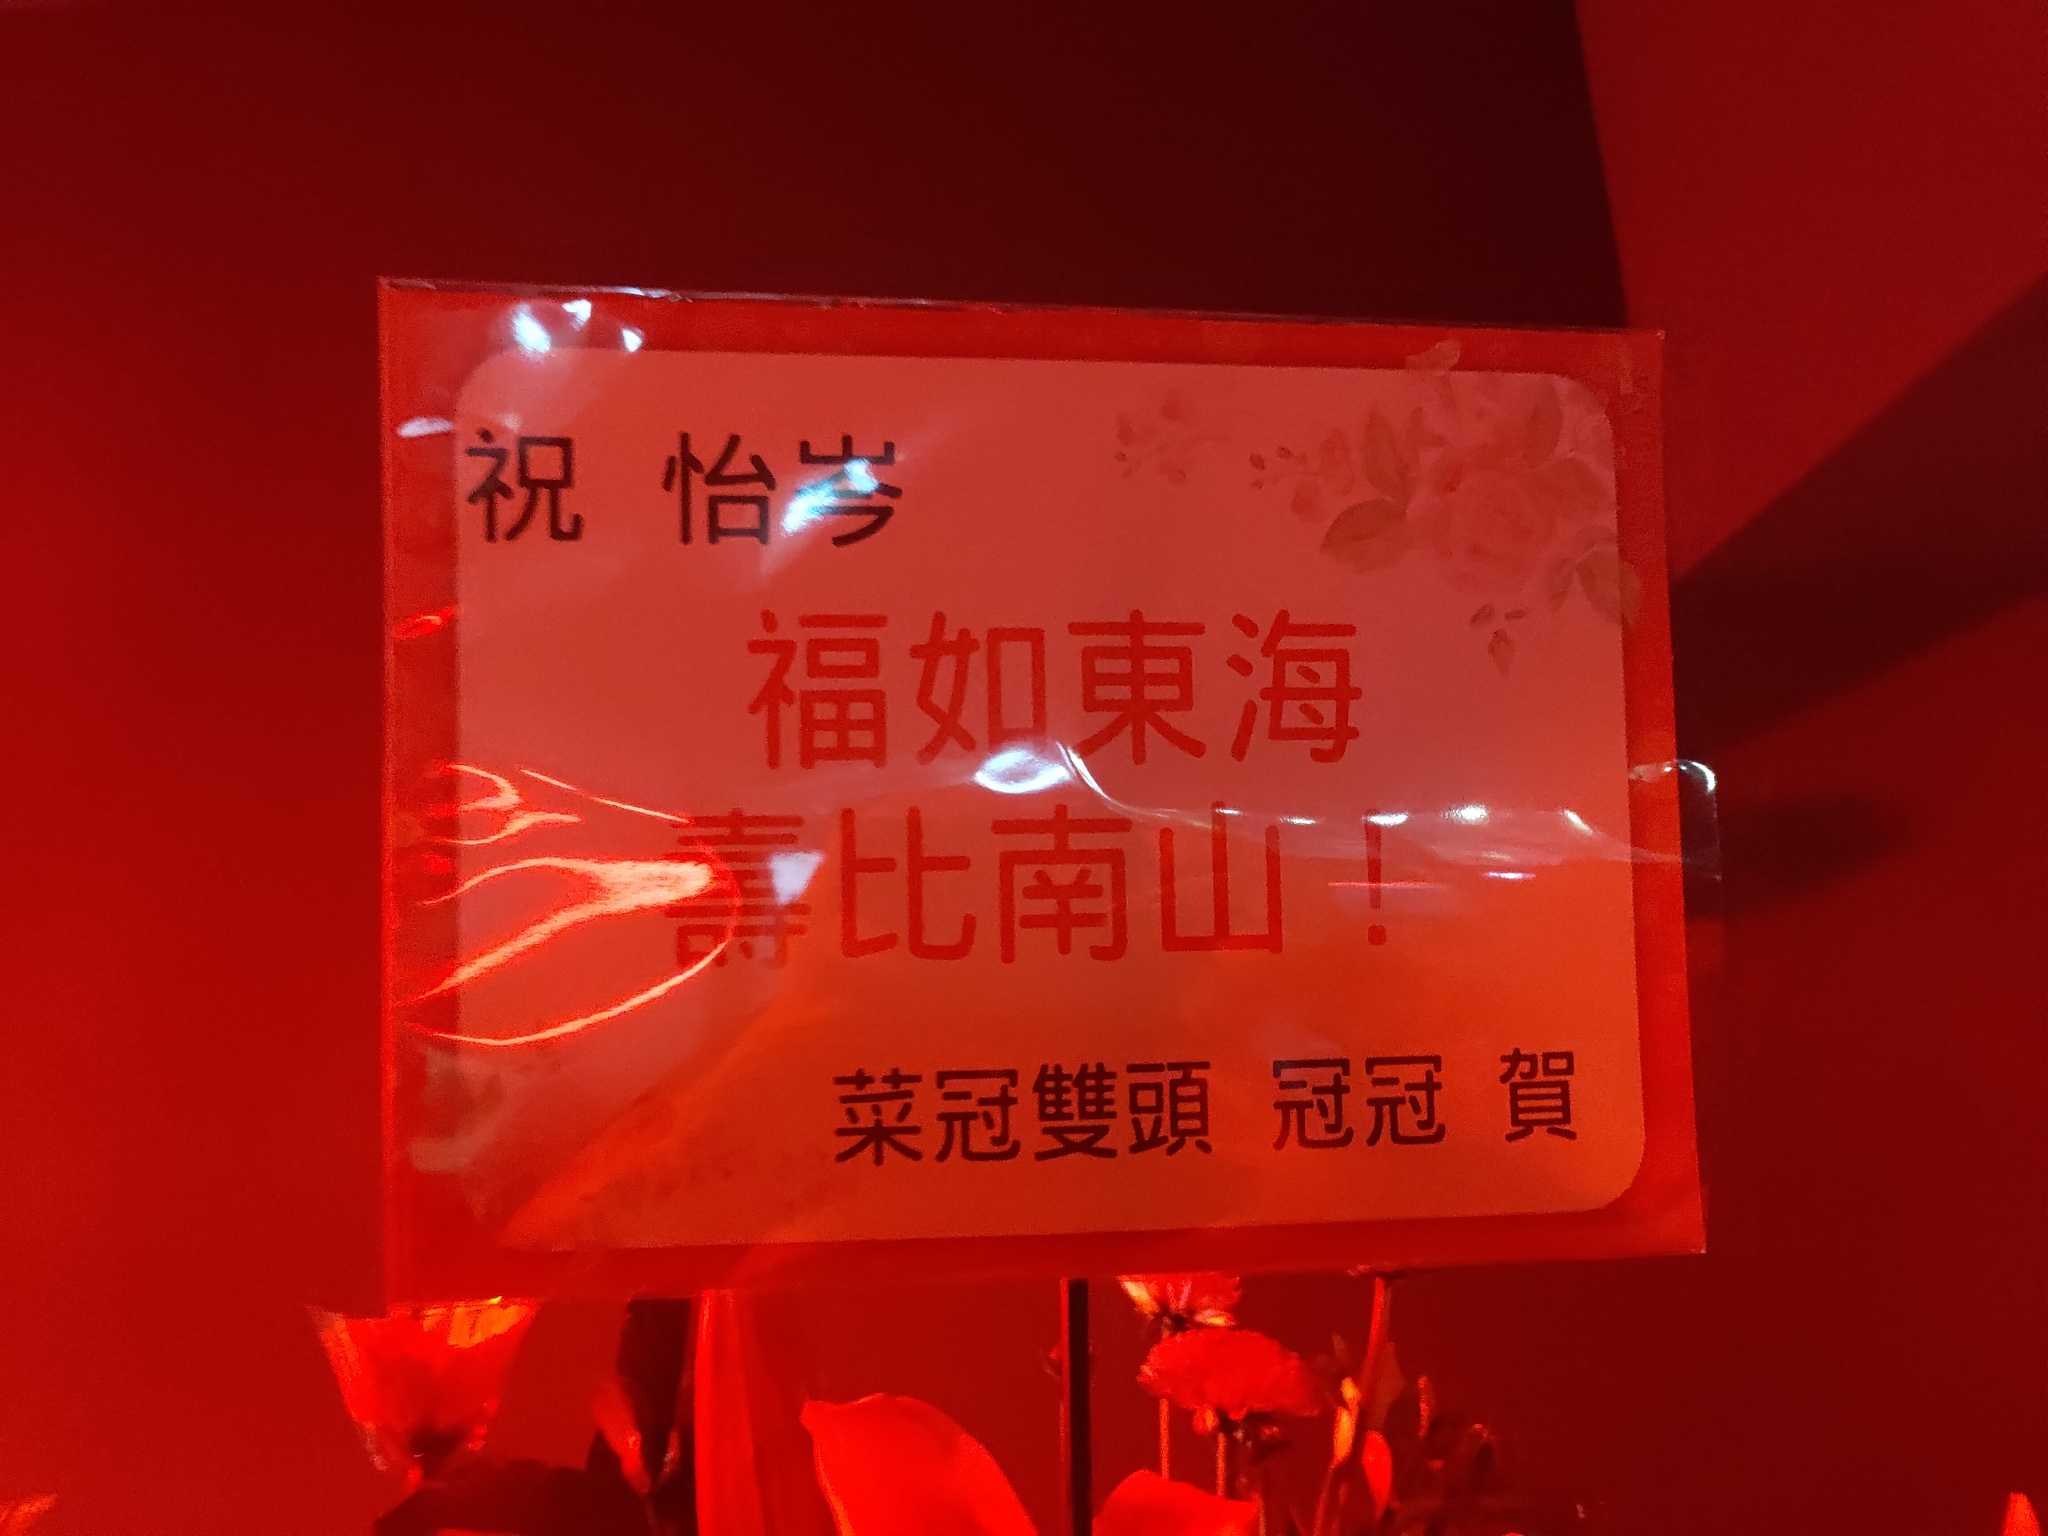 祝 怡岑
福如東海
壽比南山！
菜冠雙頭 冠冠 賀